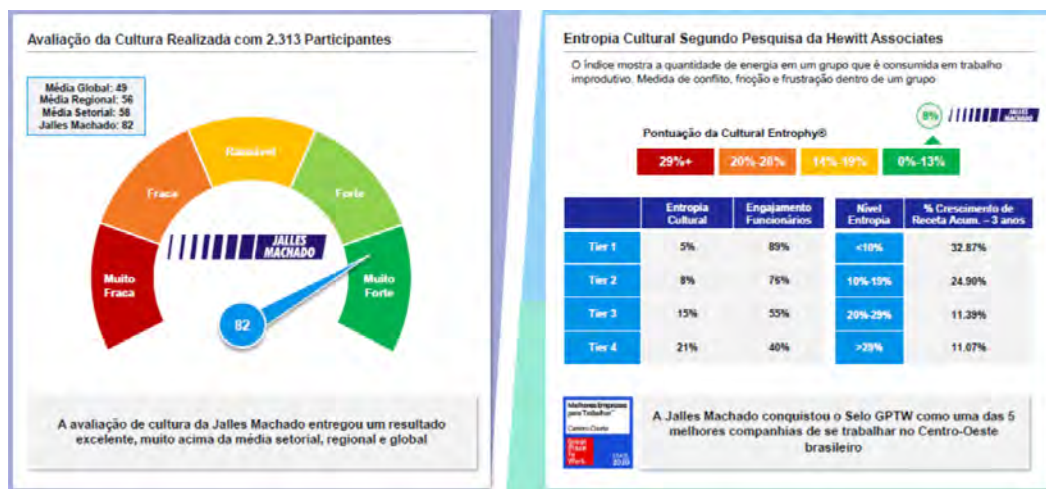 Avaliação da Cultura Realizada com 2.313 Participantes
Média Global: 49
Média Regional: 56
Média Setorial: 58
Jalles Machado: 82
Muito
Fraca
Fraca
Razoável
Forte
Muito
Forte
JALLES
MACHADO
82
A avaliação de cultura da Jalles Machado entregou um resultado
excelente, muito acima da média setorial, regional e global
Entropia Cultural Segundo Pesquisa da Hewitt Associates
O índice mostra a quantidade de energia em um grupo que é consumida em trabalho
improdutivo. Medida de conflito, fricção e frustração dentro de um grupo
8% JALLES
MACHADO
Pontuação da Cultural Entrophy®
29%+ 20%-28% 14%-19% 0%-13%
Entropia
Cultural
Engajamento
Funcionários
Tier 1 5% 89%
Tier 2 8% 76%
Tier 3 15% 55%
Tier 4 21% 40%
Nível
Entropia
% Crescimento de
Receta Acum. – 3 anos
<10% 32.87%
10%-19% 24.90%
20%-29% 11.39%
>29% 11.07%
Melhores Empresas
para Trabalhar™
Centro-Oeste
Great
Place
To
Work
2020
A Jalles Machado conquistou o Selo GPTW como uma das 5
melhores companhias de se trabalhar no Centro-Oeste
brasileiro